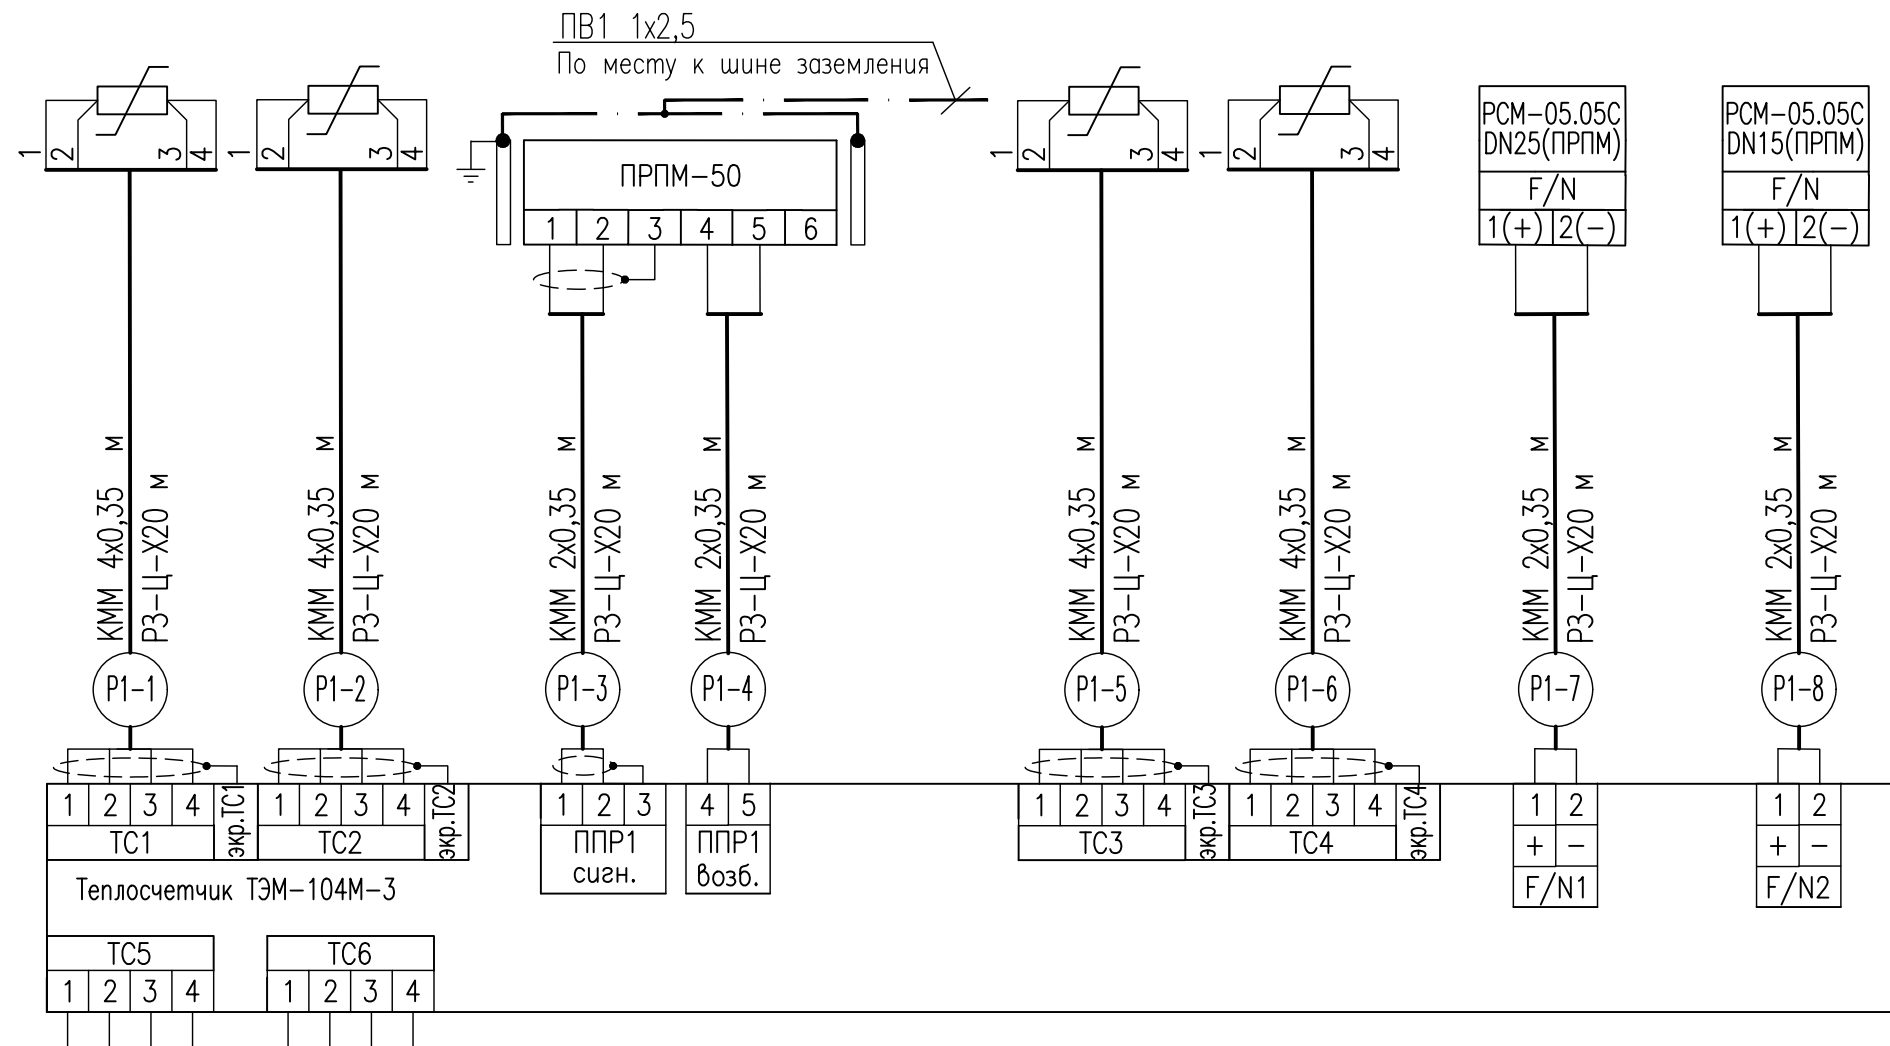 ПВ1 1х2,5
По месту к шине заземления
1 2 3 4
1 2 3 4
ПРПМ-50
1 2 3 4 5 6
1 2 3 4
1 2 3 4
РСМ-05.05С
DN25(ПРПМ)
F/N
1(+) 2(-)
РСМ-05.05С
DN15(ПРПМ)
F/N
1(+) 2(-)
КММ 4х0,35 м
РЗ-Ц-Х20 м
КММ 4х0,35 м
РЗ-Ц-Х20 м
КММ 2х0,35 м
РЗ-Ц-Х20 м
КММ 2х0,35 м
РЗ-Ц-Х20 м
КММ 4х0,35 м
РЗ-Ц-Х20 м
КММ 4х0,35 м
РЗ-Ц-Х20 м
КММ 2х0,35 м
РЗ-Ц-Х20 м
КММ 2х0,35 м
РЗ-Ц-Х20 м
Р1-1
Р1-2
Р1-3
Р1-4
Р1-5
Р1-6
Р1-7
Р1-8
1 2 3 4
ТС1
экр.ТС1
1 2 3 4
ТС2
экр.ТС2
1 2 3
ППР1
сигн.
4 5
ППР1
возб.
1 2 3 4
ТС3
экр.ТС3
1 2 3 4
ТС4
экр.ТС4
1 2
+ -
F/N1
1 2
+ -
F/N2
Теплосчетчик ТЭМ-104М-3
ТС5
1 2 3 4
ТС6
1 2 3 4